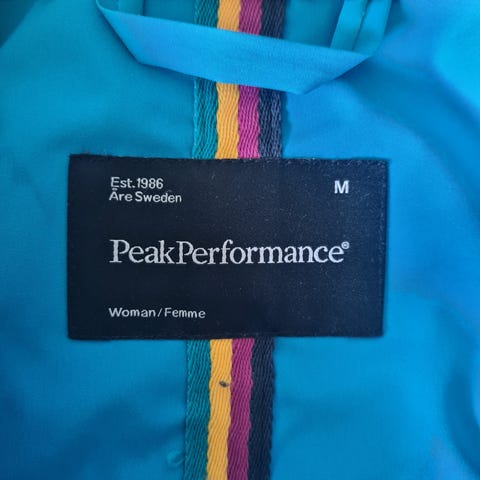 Est.1986
Åre Sweden
M
PeakPerformance®
Woman/Femme